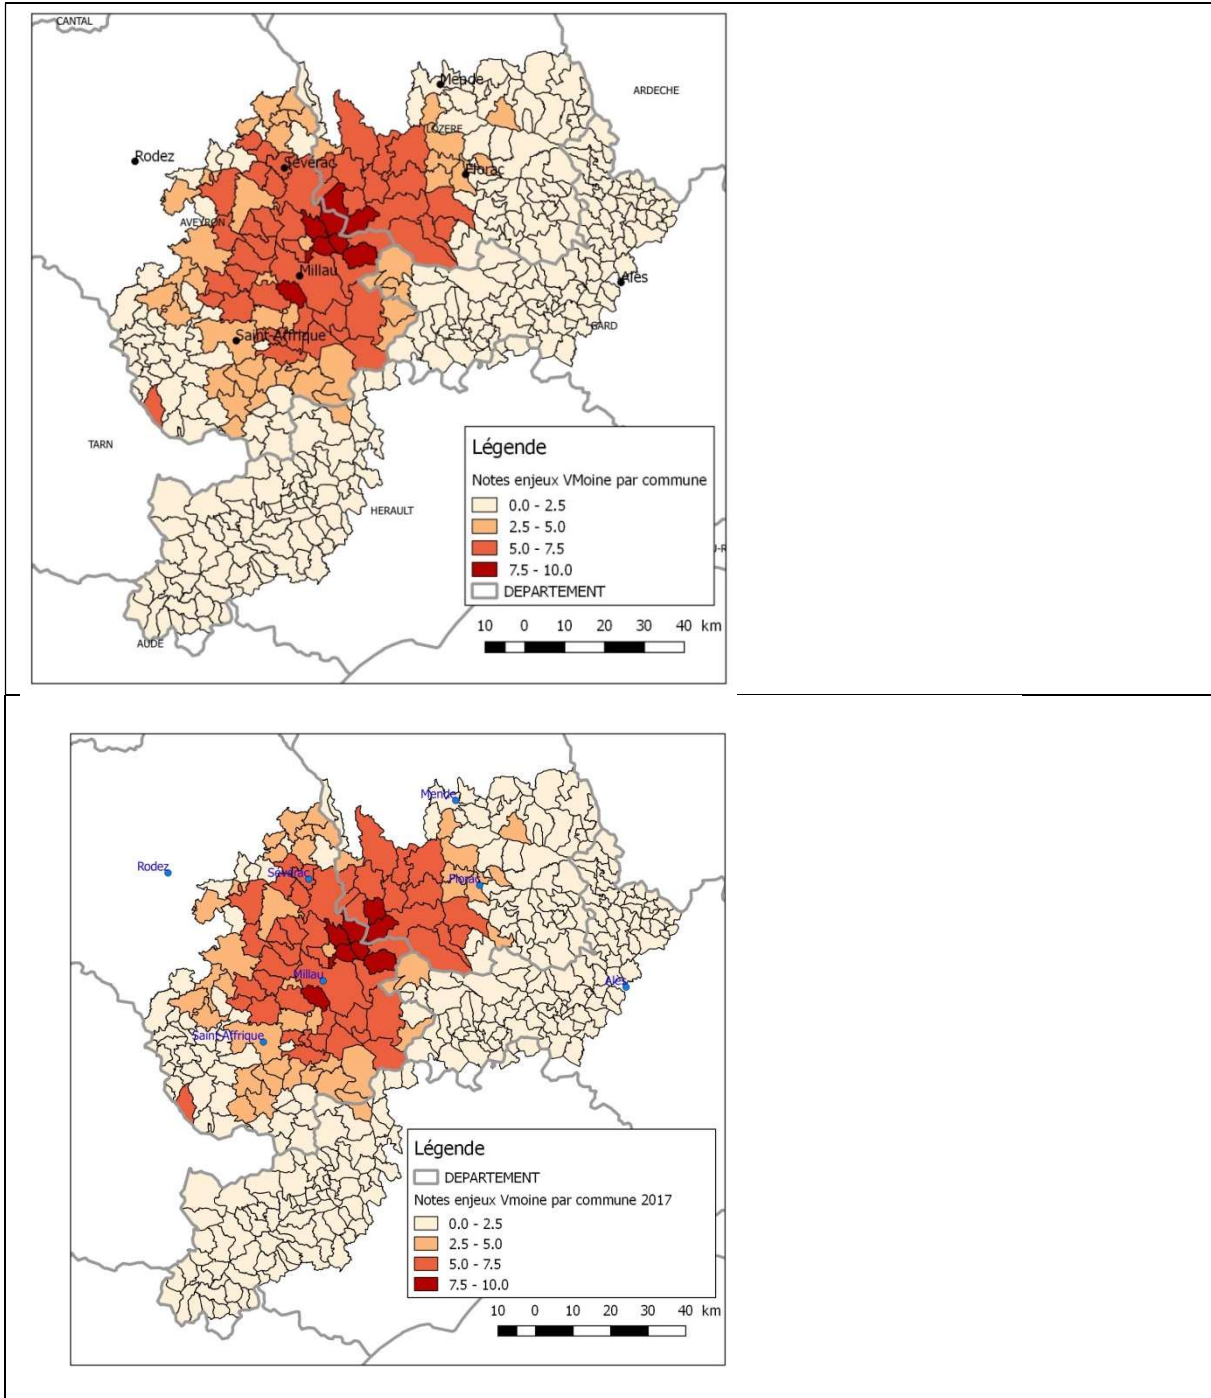 CANTAL
Mende
ARDECHE
LOZERE
Rodez
Séverac
Florac
AVEYRON
Millau
Alès
GARD
Saint-Affrique
TARN
Légende
Notes enjeux VMoine par commune
0.0 - 2.5
2.5 - 5.0
5.0 - 7.5
7.5 - 10.0
DEPARTEMENT
HERAULT
10 0 10 20 30 40 km
AUDE
Mende
Rodez
Séverac
Florac
Millau
Alès
Saint-Affrique
Légende
DEPARTEMENT
Notes enjeux Vmoine par commune 2017
0.0 - 2.5
2.5 - 5.0
5.0 - 7.5
7.5 - 10.0
10 0 10 20 30 40 km